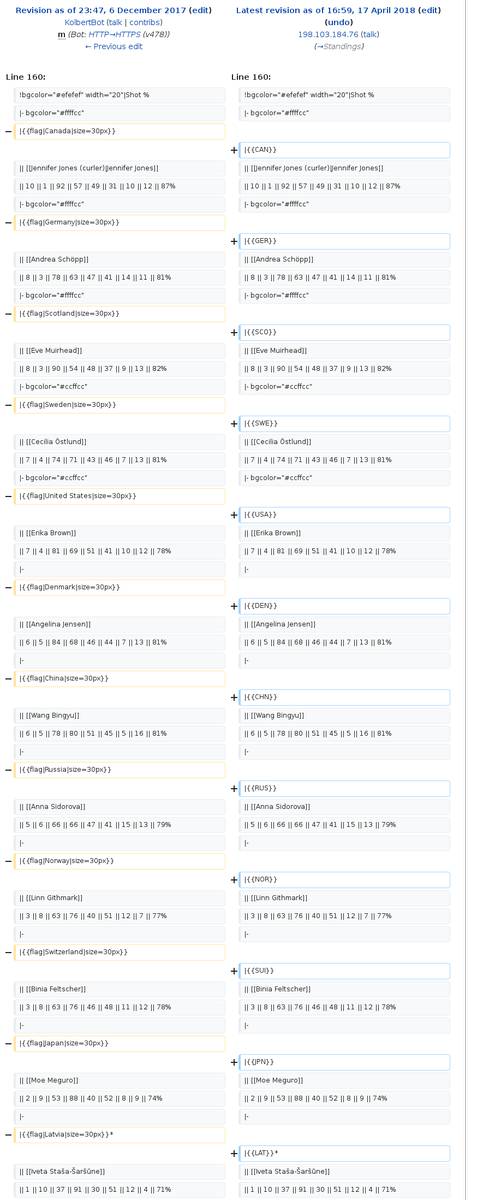 Revision as of 23:47, 6 December 2017 (edit)
KolbertBot (talk | contribs)
m (Bot: HTTP→HTTPS (v478))
← Previous edit
Latest revision as of 16:59, 17 April 2018 (edit)
(undo)
198.103.184.76 (talk)
(→Standings)
Line 160:
Line 160:
!bgcolor="#efefef" width="20"|Shot %
!bgcolor="#efefef" width="20"|Shot %
|- bgcolor="#ffffcc"
|- bgcolor="#ffffcc"
− |{{flag|Canada|size=30px}}
+ |{{CAN}}
|| [[Jennifer Jones (curler)|Jennifer Jones]]
|| [[Jennifer Jones (curler)|Jennifer Jones]]
|| 10 || 1 || 92 || 57 || 49 || 31 || 10 || 12 || 87%
|| 10 || 1 || 92 || 57 || 49 || 31 || 10 || 12 || 87%
|- bgcolor="#ffffcc"
|- bgcolor="#ffffcc"
− |{{flag|Germany|size=30px}}
+ |{{GER}}
|| [[Andrea Schöpp]]
|| [[Andrea Schöpp]]
|| 8 || 3 || 78 || 63 || 47 || 41 || 14 || 11 || 81%
|| 8 || 3 || 78 || 63 || 47 || 41 || 14 || 11 || 81%
|- bgcolor="#ffffcc"
|- bgcolor="#ffffcc"
− |{{flag|Scotland|size=30px}}
+ |{{SCO}}
|| [[Eve Muirhead]]
|| [[Eve Muirhead]]
|| 8 || 3 || 90 || 54 || 48 || 37 || 9 || 13 || 82%
|| 8 || 3 || 90 || 54 || 48 || 37 || 9 || 13 || 82%
|- bgcolor="#ccffcc"
|- bgcolor="#ccffcc"
− |{{flag|Sweden|size=30px}}
+ |{{SWE}}
|| [[Cecilia Östlund]]
|| [[Cecilia Östlund]]
|| 7 || 4 || 74 || 71 || 43 || 46 || 7 || 13 || 81%
|| 7 || 4 || 74 || 71 || 43 || 46 || 7 || 13 || 81%
|- bgcolor="#ccffcc"
|- bgcolor="#ccffcc"
− |{{flag|United States|size=30px}}
+ |{{USA}}
|| [[Erika Brown]]
|| [[Erika Brown]]
|| 7 || 4 || 81 || 69 || 51 || 41 || 10 || 12 || 78%
|| 7 || 4 || 81 || 69 || 51 || 41 || 10 || 12 || 78%
|-
|-
− |{{flag|Denmark|size=30px}}
+ |{{DEN}}
|| [[Angelina Jensen]]
|| [[Angelina Jensen]]
|| 6 || 5 || 84 || 68 || 46 || 44 || 7 || 13 || 81%
|| 6 || 5 || 84 || 68 || 46 || 44 || 7 || 13 || 81%
|-
|-
− |{{flag|China|size=30px}}
+ |{{CHN}}
|| [[Wang Bingyu]]
|| [[Wang Bingyu]]
|| 6 || 5 || 78 || 80 || 51 || 45 || 5 || 16 || 81%
|| 6 || 5 || 78 || 80 || 51 || 45 || 5 || 16 || 81%
|-
|-
− |{{flag|Russia|size=30px}}
+ |{{RUS}}
|| [[Anna Sidorova]]
|| [[Anna Sidorova]]
|| 5 || 6 || 66 || 66 || 47 || 41 || 15 || 13 || 79%
|| 5 || 6 || 66 || 66 || 47 || 41 || 15 || 13 || 79%
|-
|-
− |{{flag|Norway|size=30px}}
+ |{{NOR}}
|| [[Linn Githmark]]
|| [[Linn Githmark]]
|| 3 || 8 || 63 || 76 || 40 || 51 || 12 || 7 || 77%
|| 3 || 8 || 63 || 76 || 40 || 51 || 12 || 7 || 77%
|-
|-
− |{{flag|Switzerland|size=30px}}
+ |{{SUI}}
|| [[Binia Feltscher]]
|| [[Binia Feltscher]]
|| 3 || 8 || 63 || 76 || 46 || 48 || 11 || 12 || 78%
|| 3 || 8 || 63 || 76 || 46 || 48 || 11 || 12 || 78%
|-
|-
− |{{flag|Japan|size=30px}}
+ |{{JPN}}
|| [[Moe Meguro]]
|| [[Moe Meguro]]
|| 2 || 9 || 53 || 88 || 40 || 52 || 8 || 9 || 74%
|| 2 || 9 || 53 || 88 || 40 || 52 || 8 || 9 || 74%
|-
|-
− |{{flag|Latvia|size=30px}}*
+ |{{LAT}}*
|| [[Iveta Staša-Šaršūne]]
|| [[Iveta Staša-Šaršūne]]
|| 1 || 10 || 37 || 91 || 30 || 51 || 12 || 4 || 71%
|| 1 || 10 || 37 || 91 || 30 || 51 || 12 || 4 || 71%